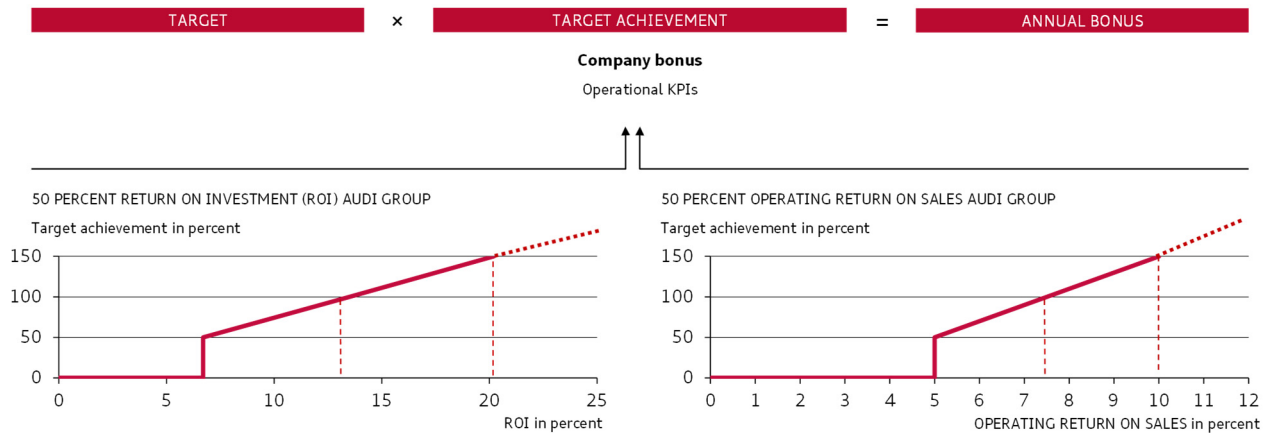 TARGET × TARGET ACHIEVEMENT = ANNUAL BONUS
Company bonus
Operational KPIs
50 PERCENT RETURN ON INVESTMENT (ROI) AUDI GROUP
Target achievement in percent
150
100
50
0
0 5 10 15 20 25
ROI in percent
50 PERCENT OPERATING RETURN ON SALES AUDI GROUP
Target achievement in percent
150
100
50
0
0 1 2 3 4 5 6 7 8 9 10 11 12
OPERATING RETURN ON SALES in percent